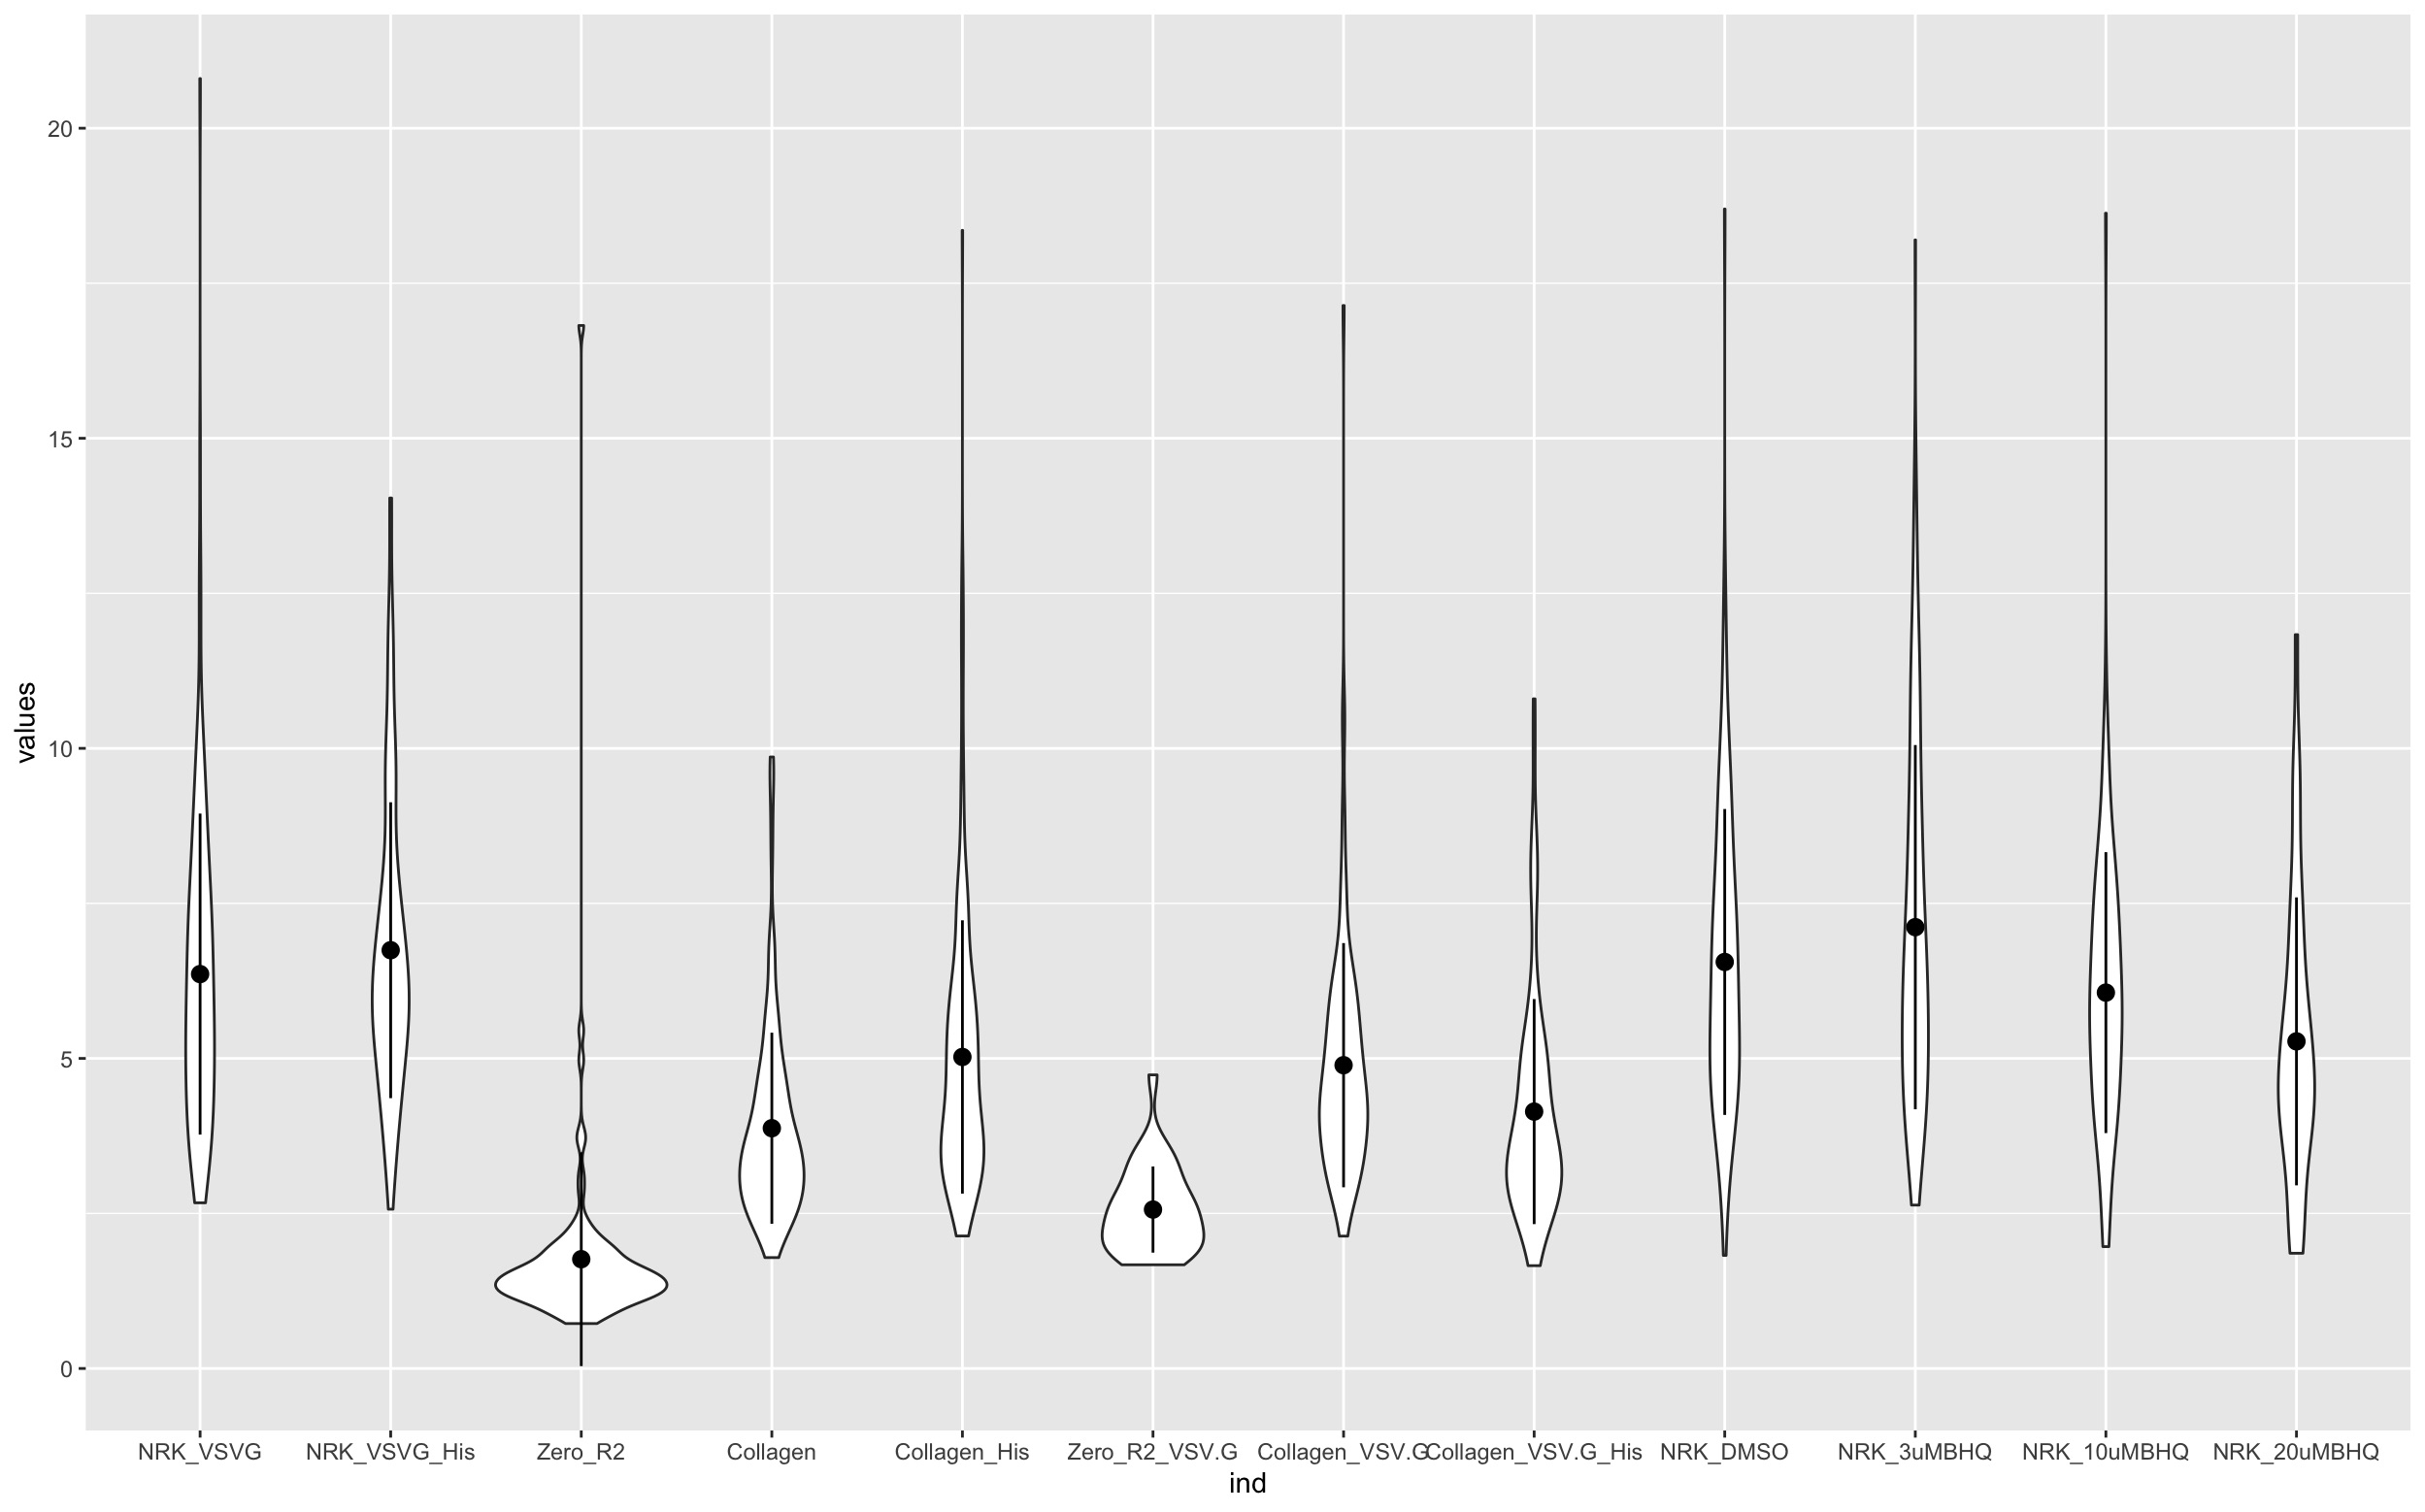 values
20
15
10
5
0
NRK_VSVG NRK_VSVG_His Zero_R2 Collagen Collagen_His Zero_R2_VSV.G Collagen_VSV.G Collagen_VSV.G_His NRK_DMSO NRK_3uMBHQ NRK_10uMBHQ NRK_20uMBHQ
ind